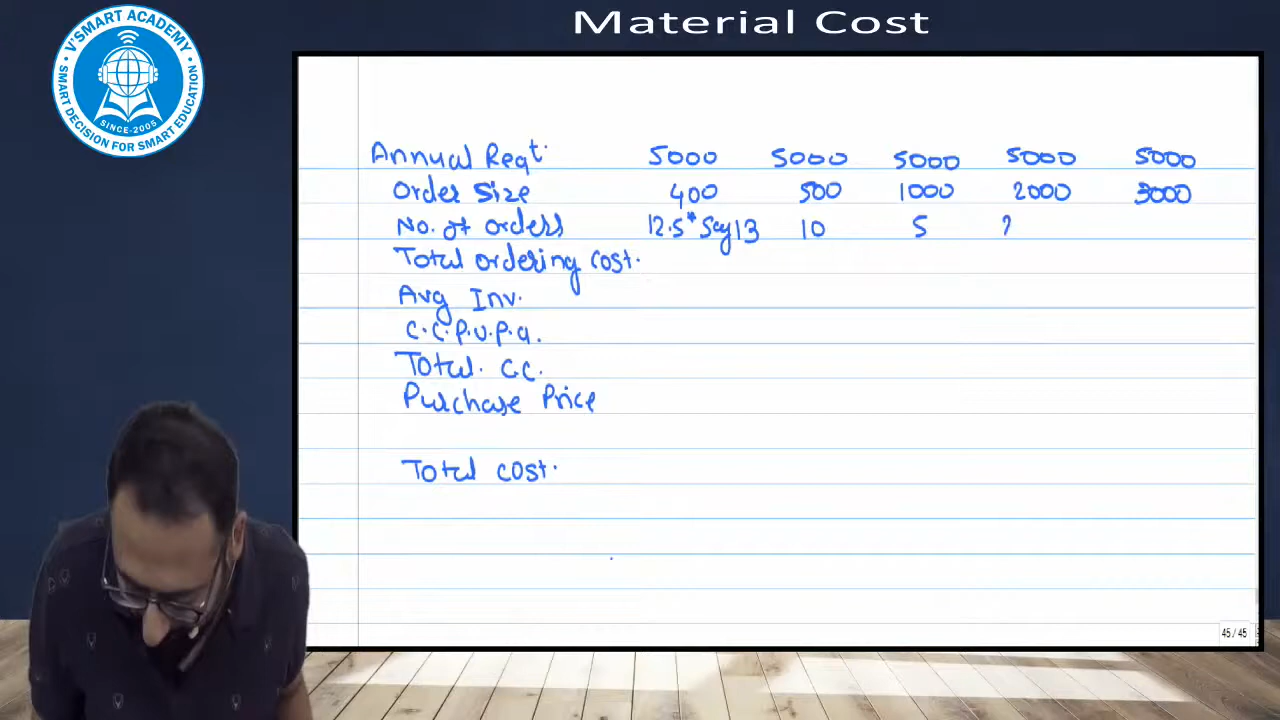 Material Cost
V'SMART ACADEMY
SMART DECISION FOR SMART EDUCATION
SINCE-2005
Annual Reqt. 5000 5000 5000 5000 5000
Order Size 400 500 1000 2000 3000
No. of orders 12.5* Say 13 10 5 2
Total ordering cost.
Avg Inv.
C.C.P.U.P.a.
Total. C.C.
Purchase Price
Total cost.
45 / 45